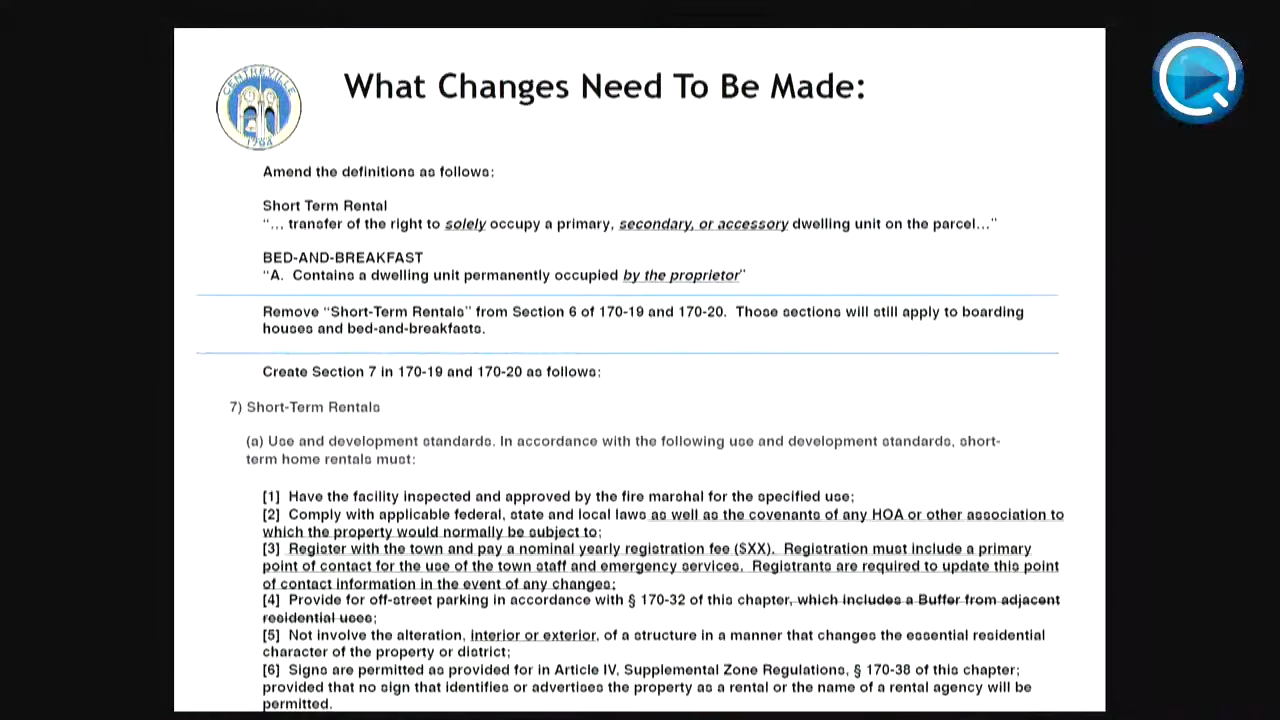 CENTREVILLE
1794
What Changes Need To Be Made:
Amend the definitions as follows:
Short Term Rental
"... transfer of the right to solely occupy a primary, secondary, or accessory dwelling unit on the parcel..."
BED-AND-BREAKFAST
"A. Contains a dwelling unit permanently occupied by the proprietor"
Remove "Short-Term Rentals" from Section 6 of 170-19 and 170-20. Those sections will still apply to boarding
houses and bed-and-breakfasts.
Create Section 7 in 170-19 and 170-20 as follows:
7) Short-Term Rentals
(a) Use and development standards. In accordance with the following use and development standards, short-
term home rentals must:
[1] Have the facility inspected and approved by the fire marshal for the specified use;
[2] Comply with applicable federal, state and local laws as well as the covenants of any HOA or other association to
which the property would normally be subject to;
[3] Register with the town and pay a nominal yearly registration fee ($XX). Registration must include a primary
point of contact for the use of the town staff and emergency services. Registrants are required to update this point
of contact information in the event of any changes;
[4] Provide for off-street parking in accordance with § 170-32 of this chapter, which includes a Buffer from adjacent
residential uses;
[5] Not involve the alteration, interior or exterior, of a structure in a manner that changes the essential residential
character of the property or district;
[6] Signs are permitted as provided for in Article IV, Supplemental Zone Regulations, § 170-38 of this chapter;
provided that no sign that identifies or advertises the property as a rental or the name of a rental agency will be
permitted.